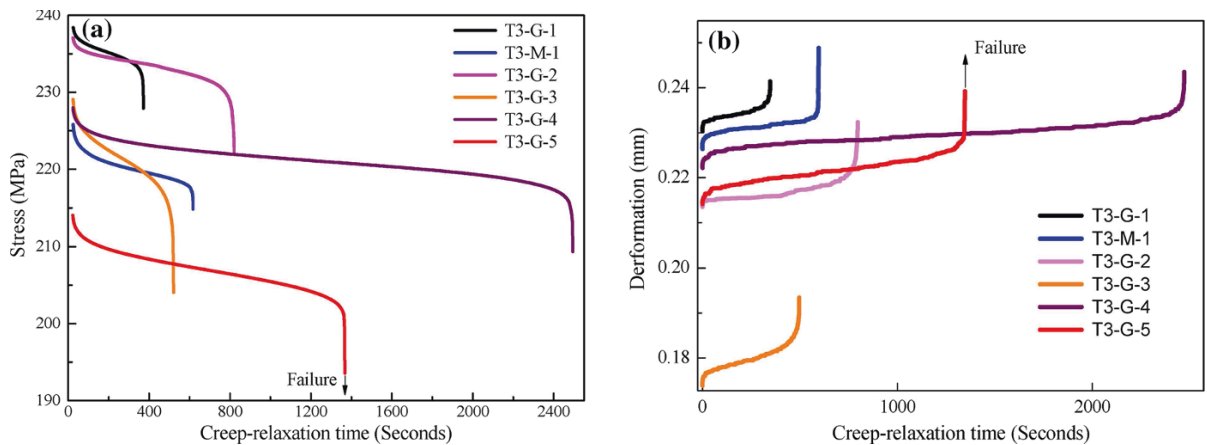 (a)
240
230
220
210
200
190
Stress (MPa)
0
400
800
1200
1600
2000
2400
Creep-relaxation time (Seconds)
T3-G-1
T3-M-1
T3-G-2
T3-G-3
T3-G-4
T3-G-5
Failure
(b)
0.24
0.22
0.20
0.18
Derformation (mm)
0
1000
2000
Creep-relaxation time (Seconds)
Failure
T3-G-1
T3-M-1
T3-G-2
T3-G-3
T3-G-4
T3-G-5